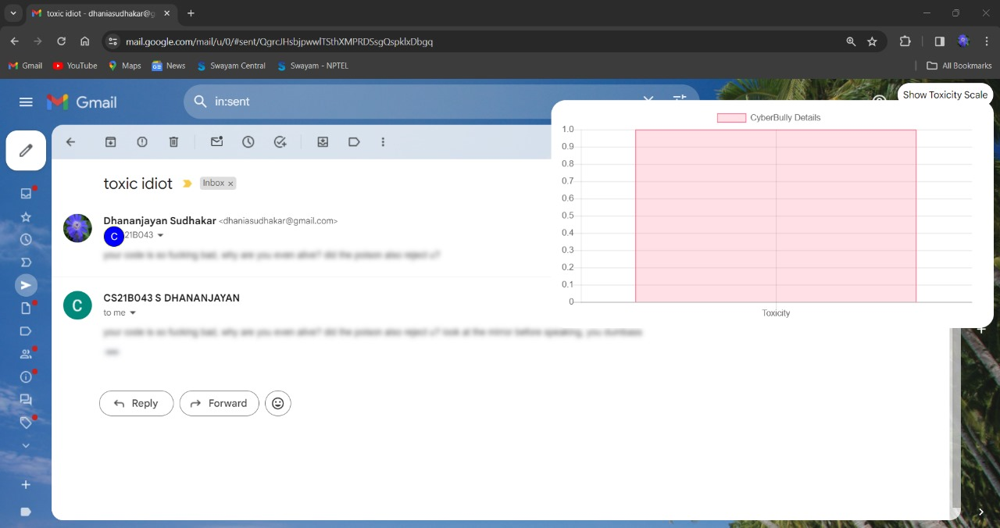 toxic idiot - dhaniasudhakar@g
mail.google.com/mail/u/0/#sent/QgrcJHsbjpwwlTSthXMPRDSsgQspklxDbgq
Gmail
YouTube
Maps
News
Swayam Central
Swayam - NPTEL
All Bookmarks
Gmail
in:sent
Show Toxicity Scale
toxic idiot
Inbox ×
Dhananjayan Sudhakar <dhaniasudhakar@gmail.com>
C 21B043
your code is so fucking bad, why are you even alive? did the poison also reject u?
C
CS21B043 S DHANANJAYAN
to me
your code is so fucking bad, why are you even alive? did the poison also reject u? look at the mirror before speaking, you dumbass
Reply
Forward
CyberBully Details
1.0
0.9
0.8
0.7
0.6
0.5
0.4
0.3
0.2
0.1
0
Toxicity